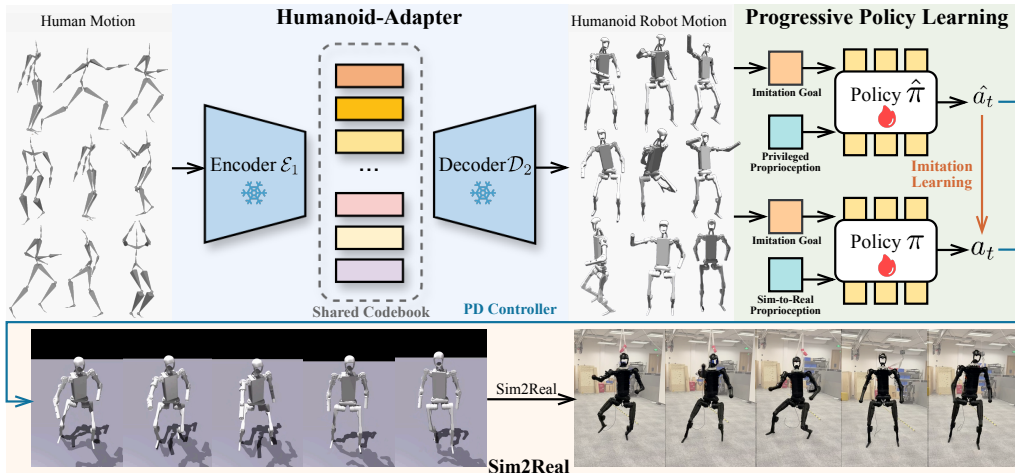 Human Motion
Humanoid-Adapter
Humanoid Robot Motion
Progressive Policy Learning
Encoder ℰ₁
...
Decoder 𝒟₂
Shared Codebook
PD Controller
Imitation Goal
Privileged
Proprioception
Policy π̂
â_t
Imitation
Learning
Imitation Goal
Sim-to-Real
Proprioception
Policy π
a_t
Sim2Real
Sim2Real